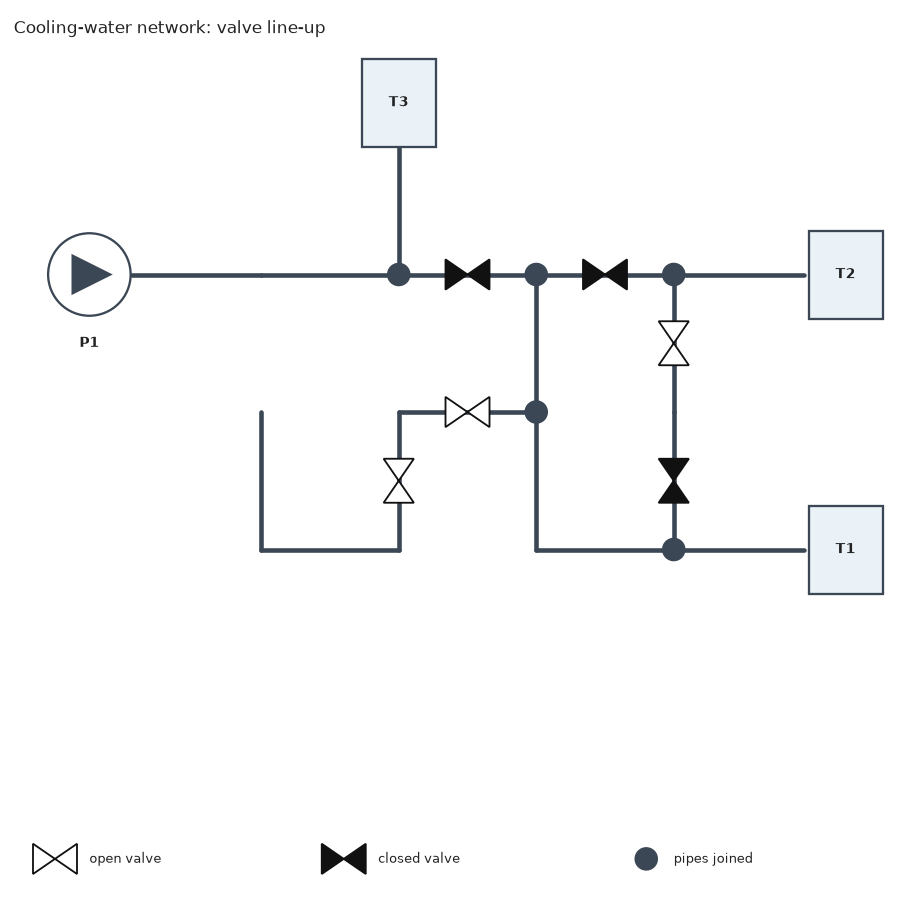 Cooling-water network: valve line-up
T3
T2
P1
T1
open valve
closed valve
pipes joined